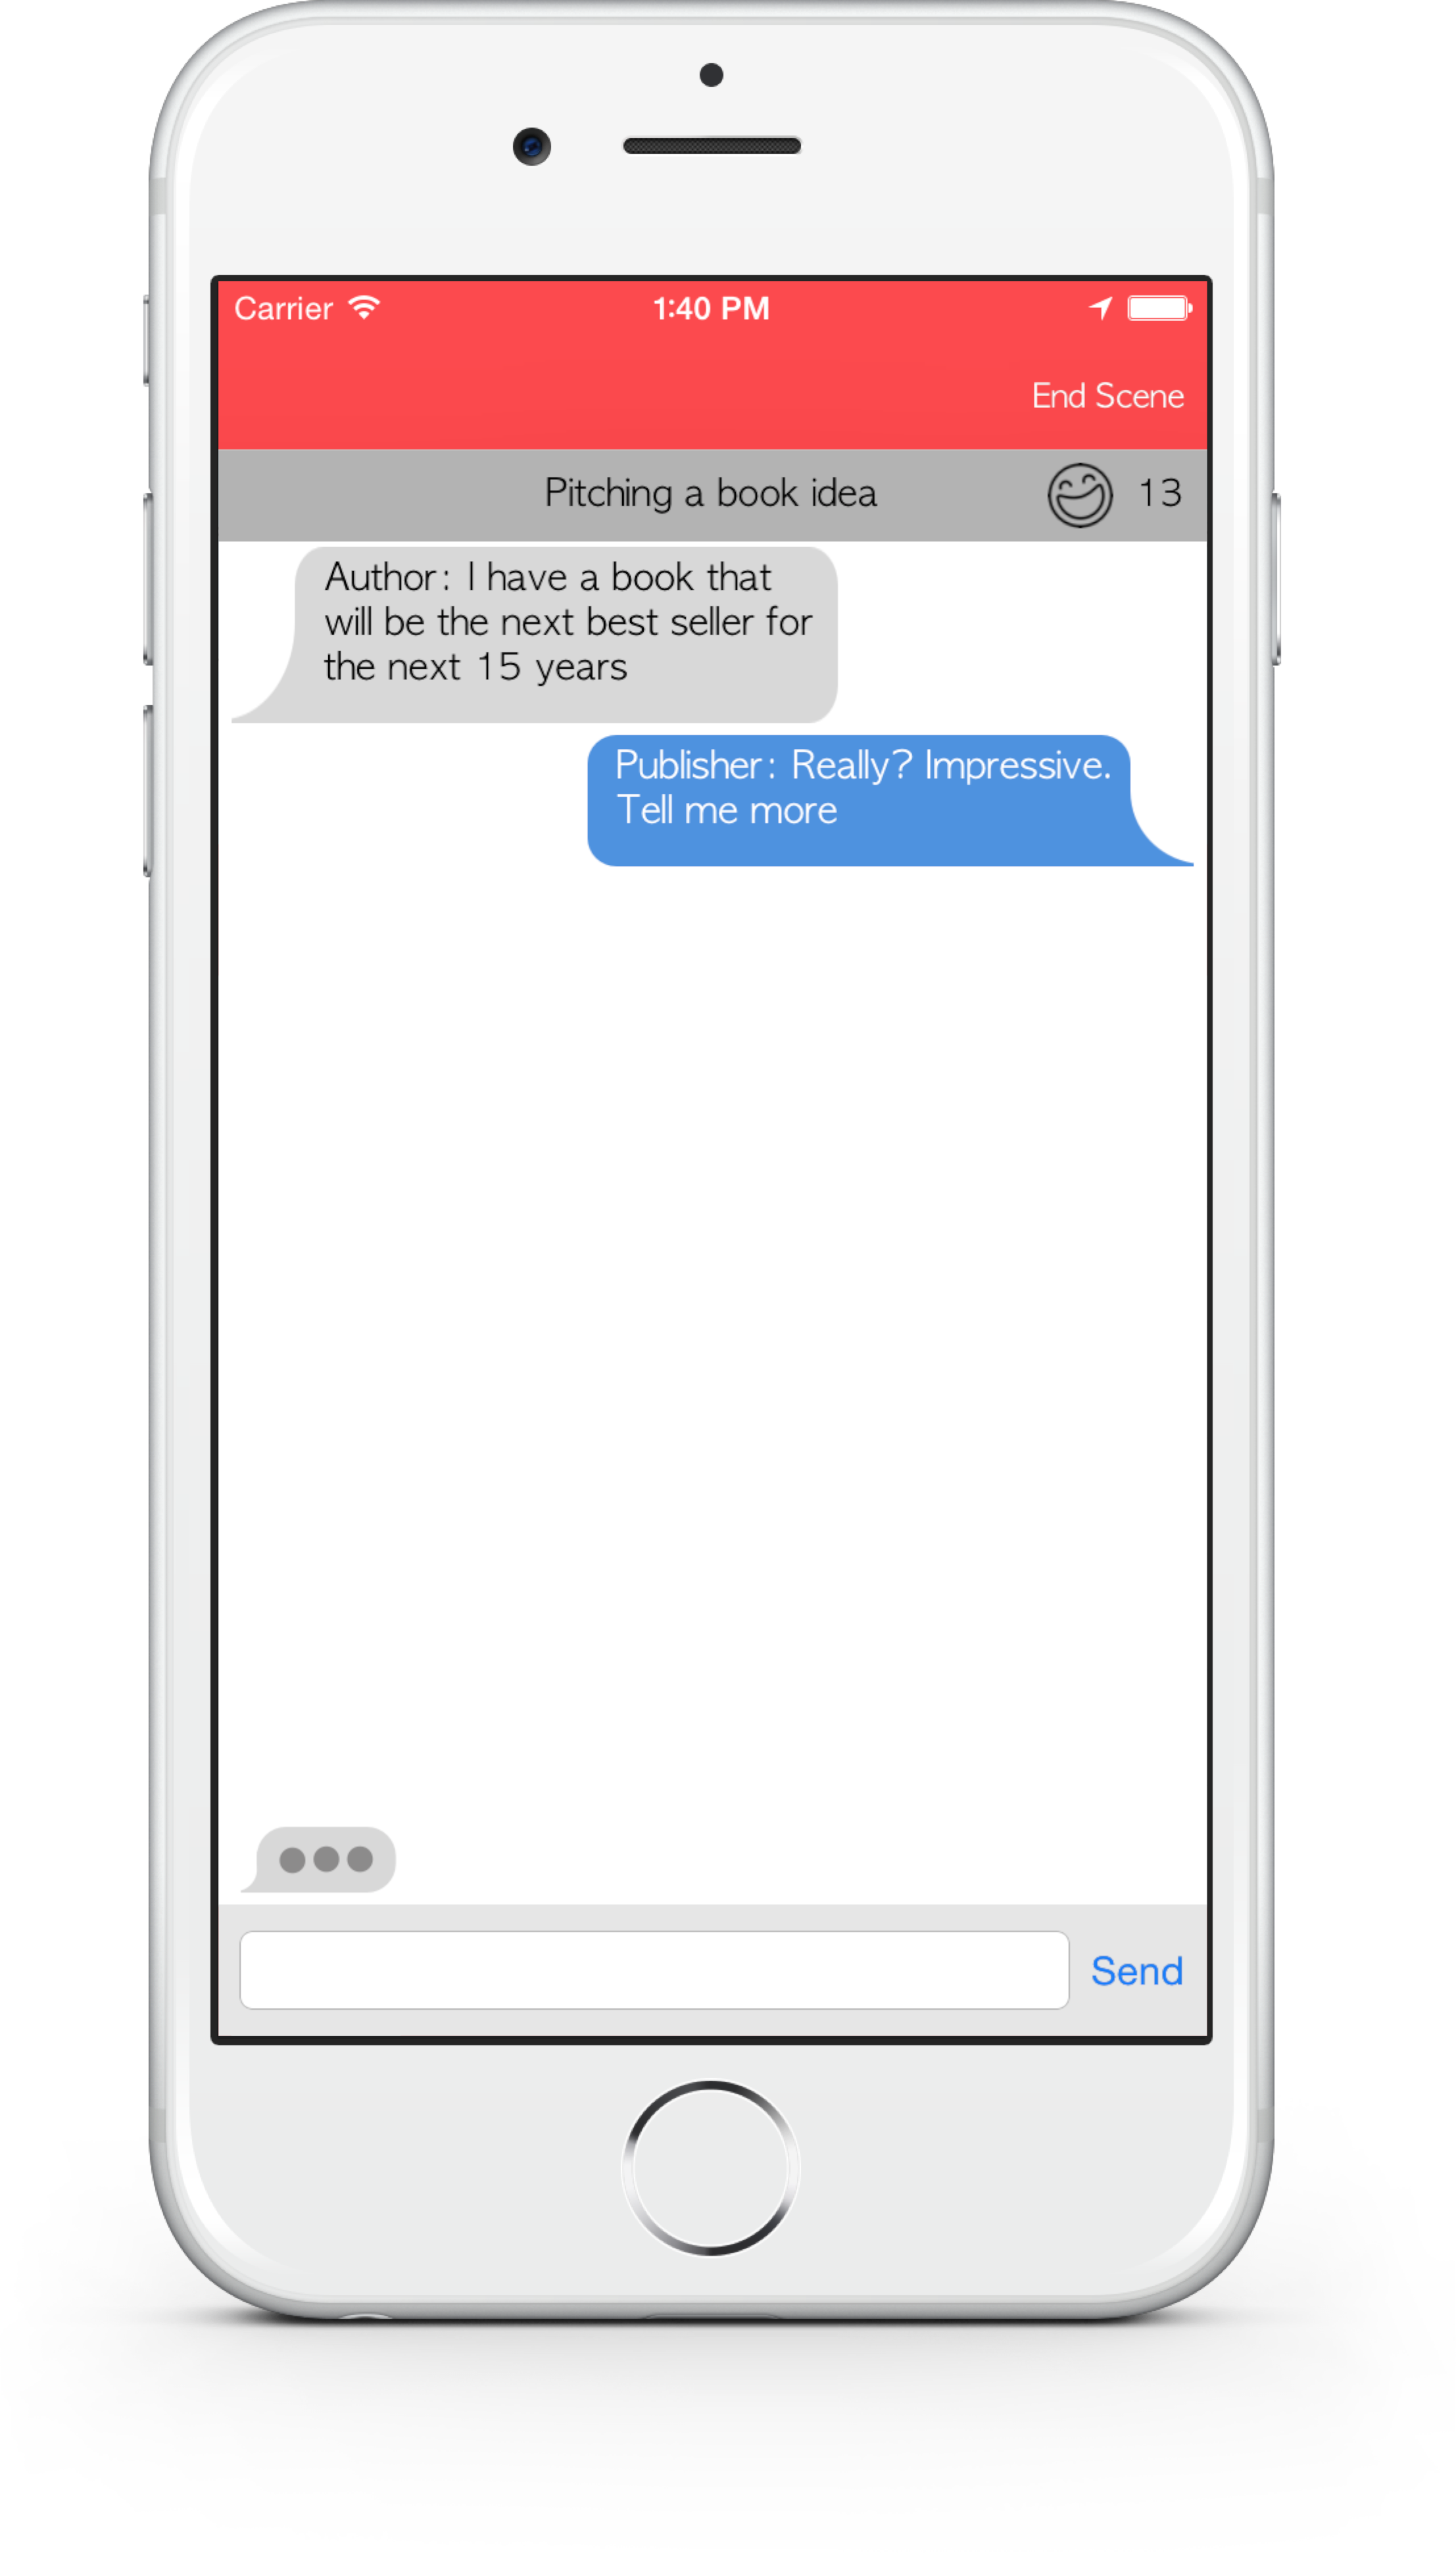 Carrier
1:40 PM
End Scene
Pitching a book idea
13
Author: I have a book that
will be the next best seller for
the next 15 years
Publisher: Really? Impressive.
Tell me more
Send